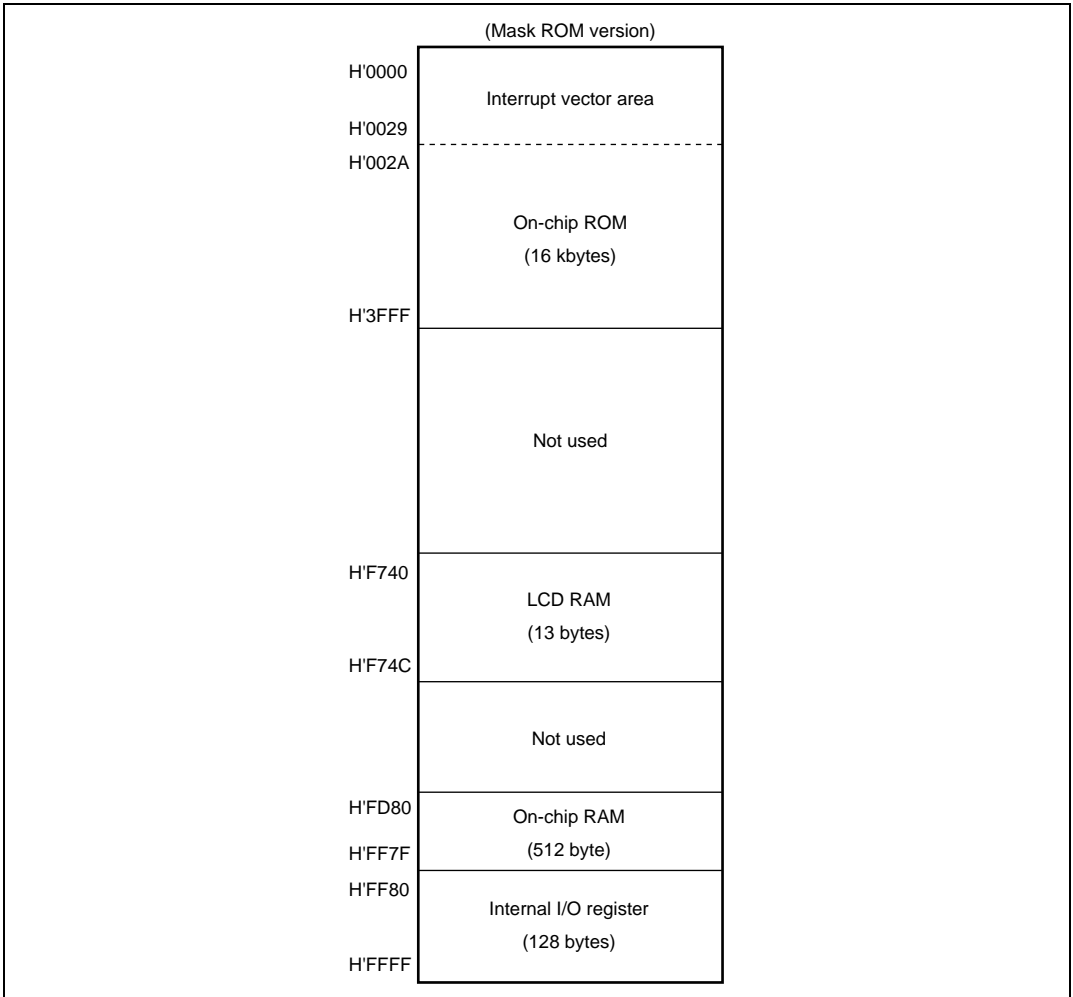 (Mask ROM version)
H'0000
Interrupt vector area
H'0029
H'002A
On-chip ROM
(16 kbytes)
H'3FFF
Not used
H'F740
LCD RAM
(13 bytes)
H'F74C
Not used
H'FD80
On-chip RAM
(512 byte)
H'FF7F
H'FF80
Internal I/O register
(128 bytes)
H'FFFF